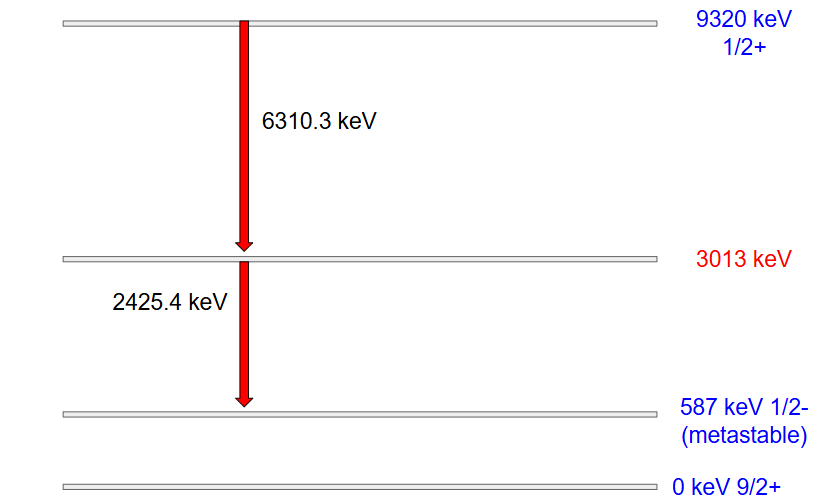 9320 keV
1/2+
6310.3 keV
3013 keV
2425.4 keV
587 keV 1/2-
(metastable)
0 keV 9/2+